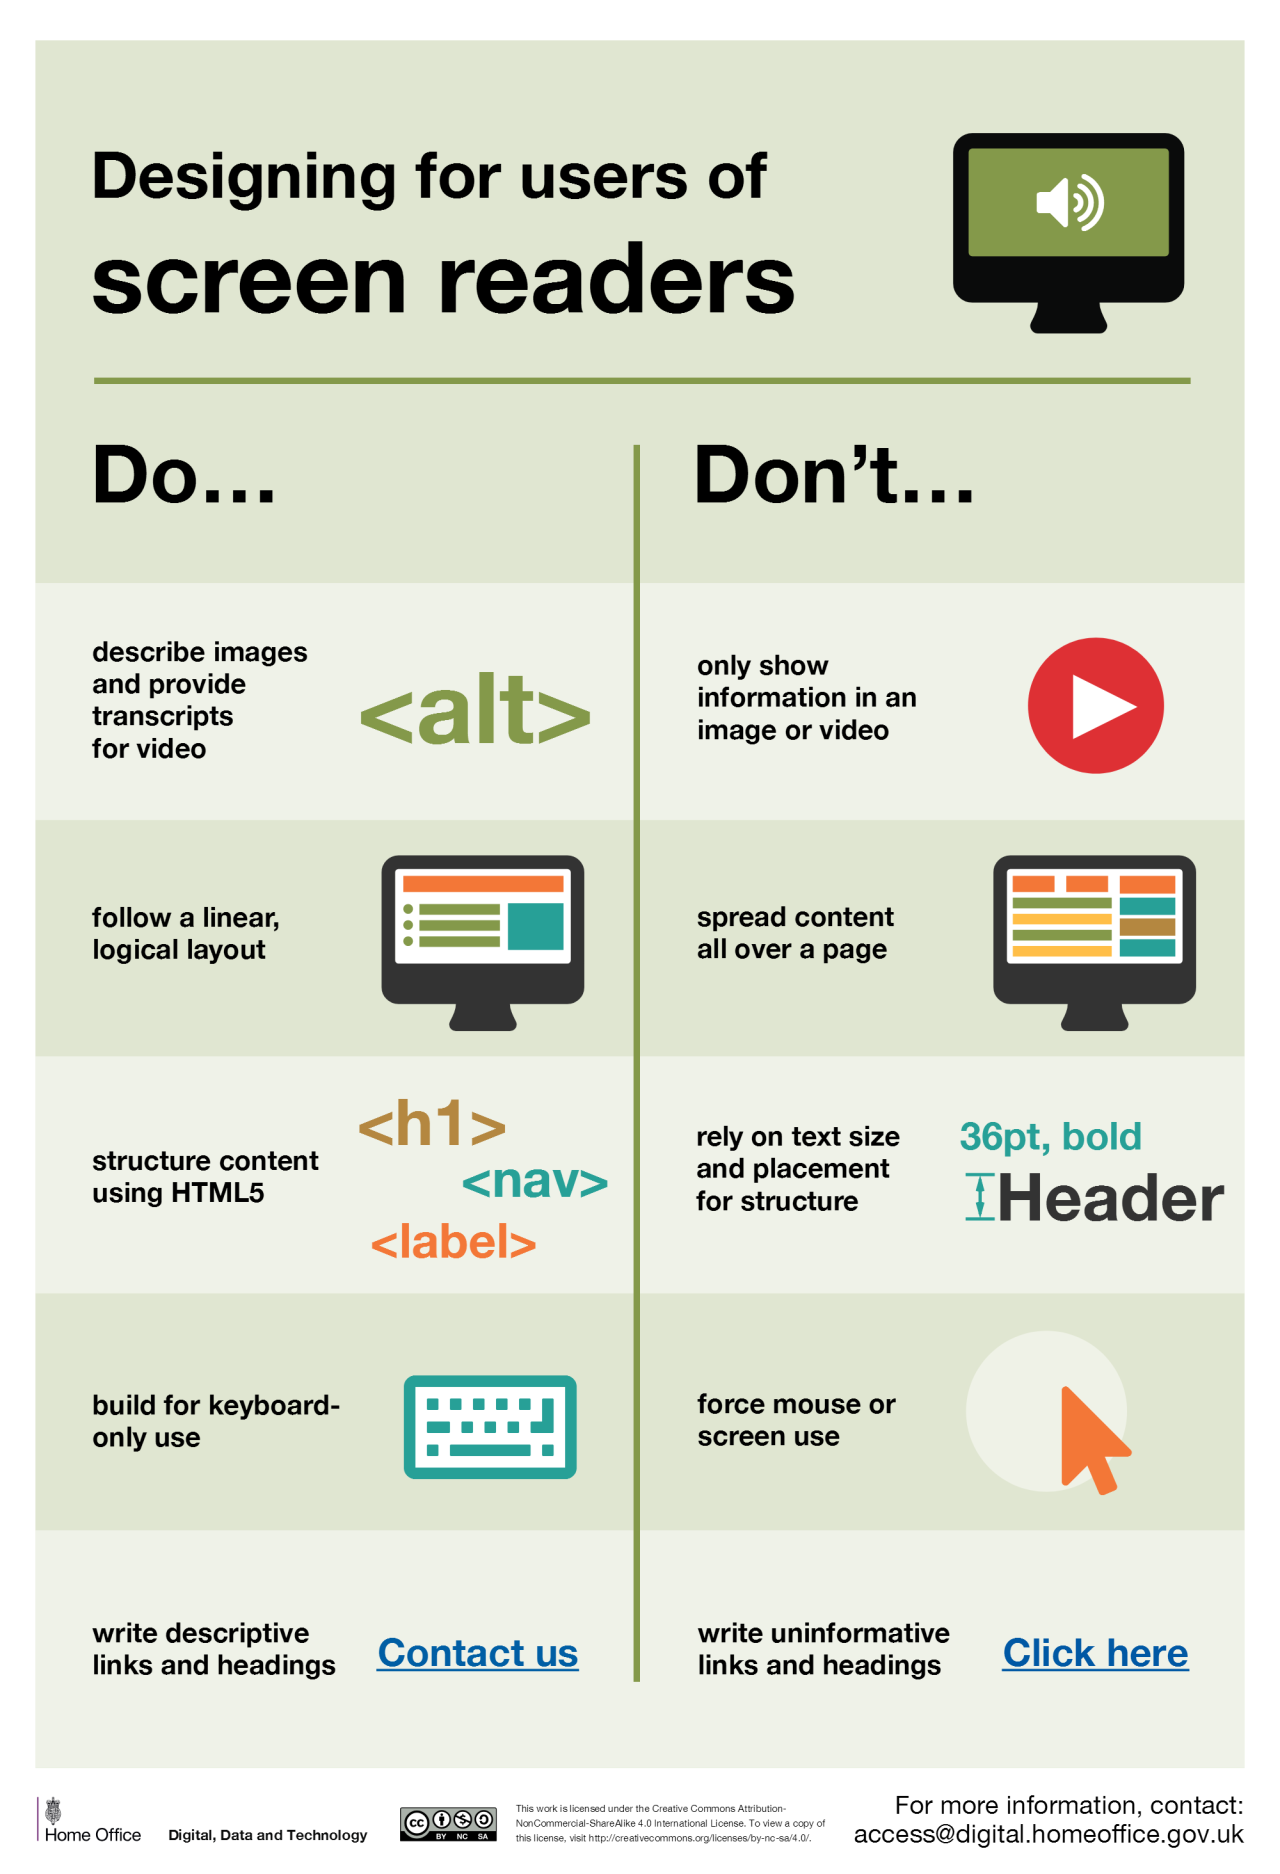 Designing for users of
screen readers
Do…
Don’t…
describe images
and provide
transcripts
for video
<alt>
only show
information in an
image or video
follow a linear,
logical layout
spread content
all over a page
structure content
using HTML5
<h1>
<nav>
<label>
rely on text size
and placement
for structure
36pt, bold
Header
build for keyboard-
only use
force mouse or
screen use
write descriptive
links and headings
Contact us
write uninformative
links and headings
Click here
Home Office
Digital, Data and Technology
cc
BY NC SA
This work is licensed under the Creative Commons Attribution-
NonCommercial-ShareAlike 4.0 International License. To view a copy of
this license, visit http://creativecommons.org/licenses/by-nc-sa/4.0/.
For more information, contact:
access@digital.homeoffice.gov.uk